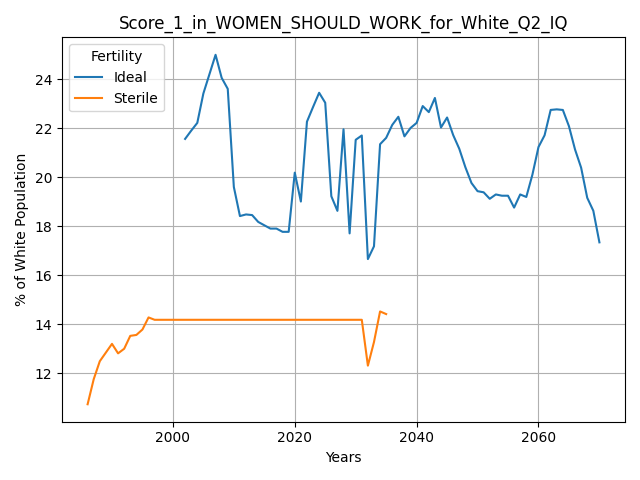 Score_1_in_WOMEN_SHOULD_WORK_for_White_Q2_IQ
Fertility
Ideal
Sterile
% of White Population
24
22
20
18
16
14
12
2000 2020 2040 2060
Years